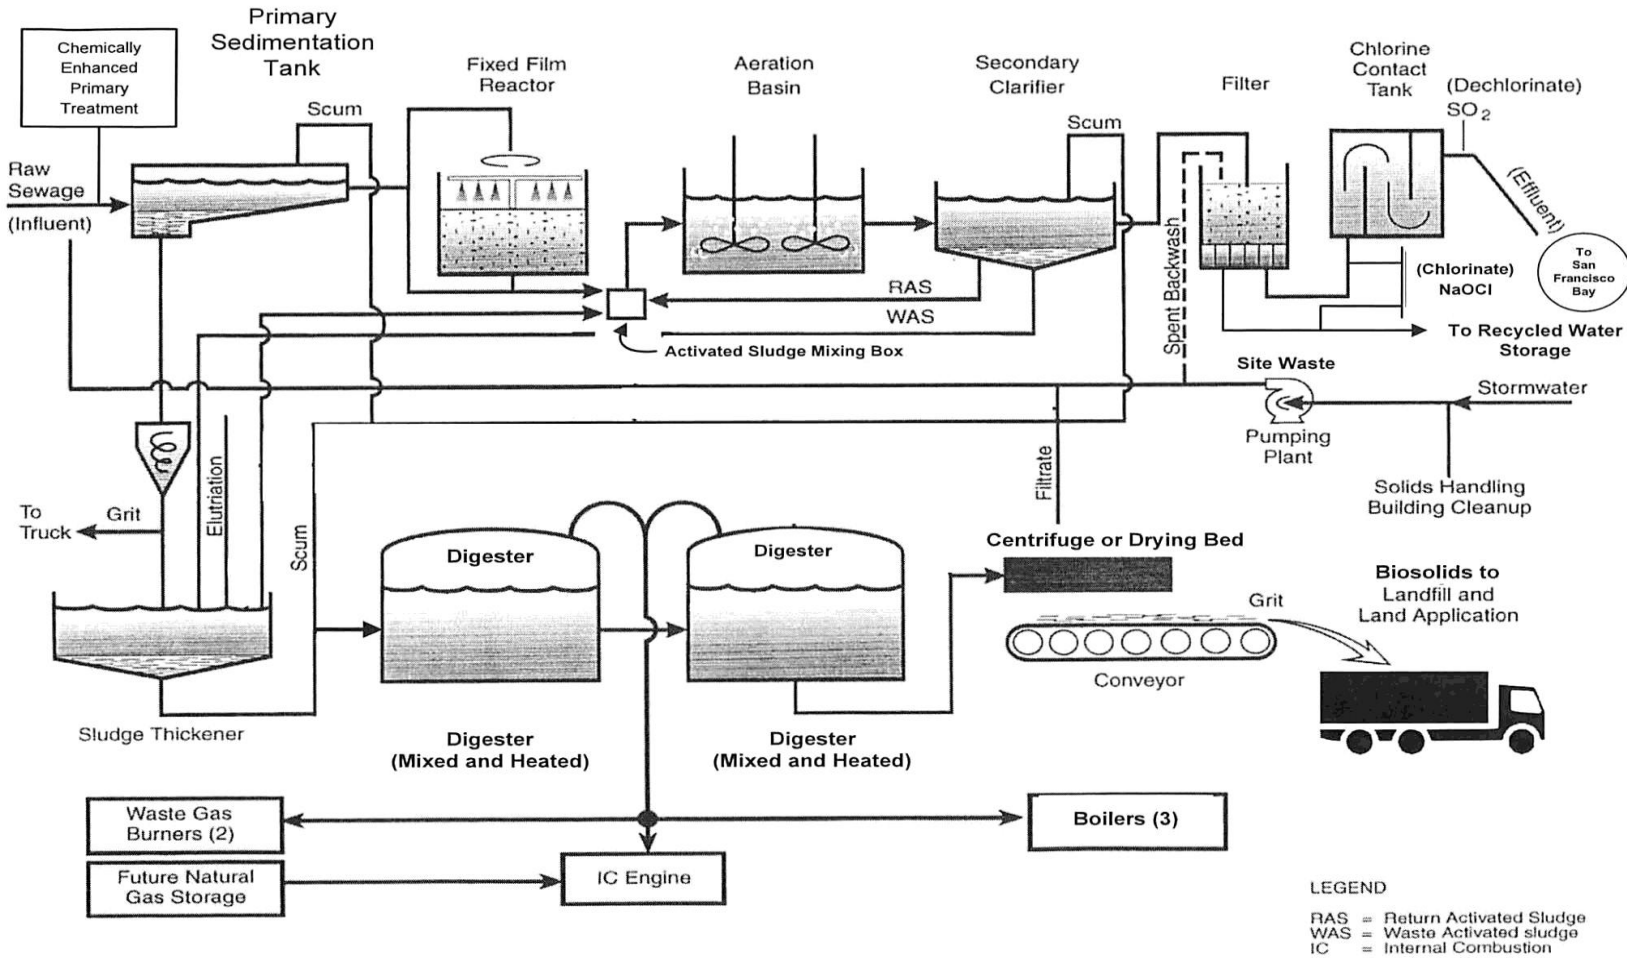 Primary
Sedimentation
Tank
Chemically
Enhanced
Primary
Treatment
Scum
Fixed Film
Reactor
Aeration
Basin
Secondary
Clarifier
Scum
Filter
Chlorine
Contact
Tank
(Dechlorinate)
SO2
Raw
Sewage
(Influent)
(Effluent)
To
San
Francisco
Bay
RAS
WAS
Spent Backwash
(Chlorinate)
NaOCl
Activated Sludge Mixing Box
To Recycled Water
Storage
Site Waste
Stormwater
Pumping
Plant
Solids Handling
Building Cleanup
To
Truck
Grit
Elutriation
Scum
Filtrate
Digester
Digester
Centrifuge or Drying Bed
Grit
Biosolids to
Landfill and
Land Application
Conveyor
Sludge Thickener
Digester
(Mixed and Heated)
Digester
(Mixed and Heated)
Waste Gas
Burners (2)
Boilers (3)
Future Natural
Gas Storage
IC Engine
LEGEND
RAS = Return Activated Sludge
WAS = Waste Activated sludge
IC = Internal Combustion